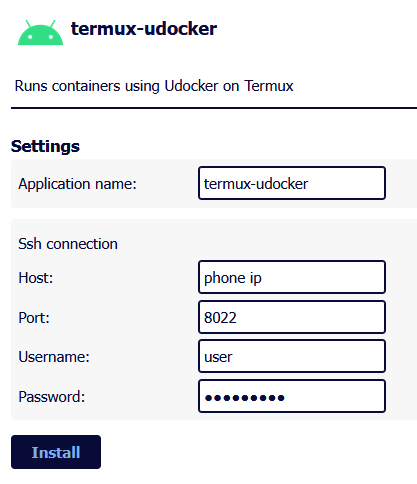 termux-udocker
Runs containers using Udocker on Termux
Settings
Application name: termux-udocker
Ssh connection
Host: phone ip
Port: 8022
Username: user
Password: ●●●●●●●●●
Install